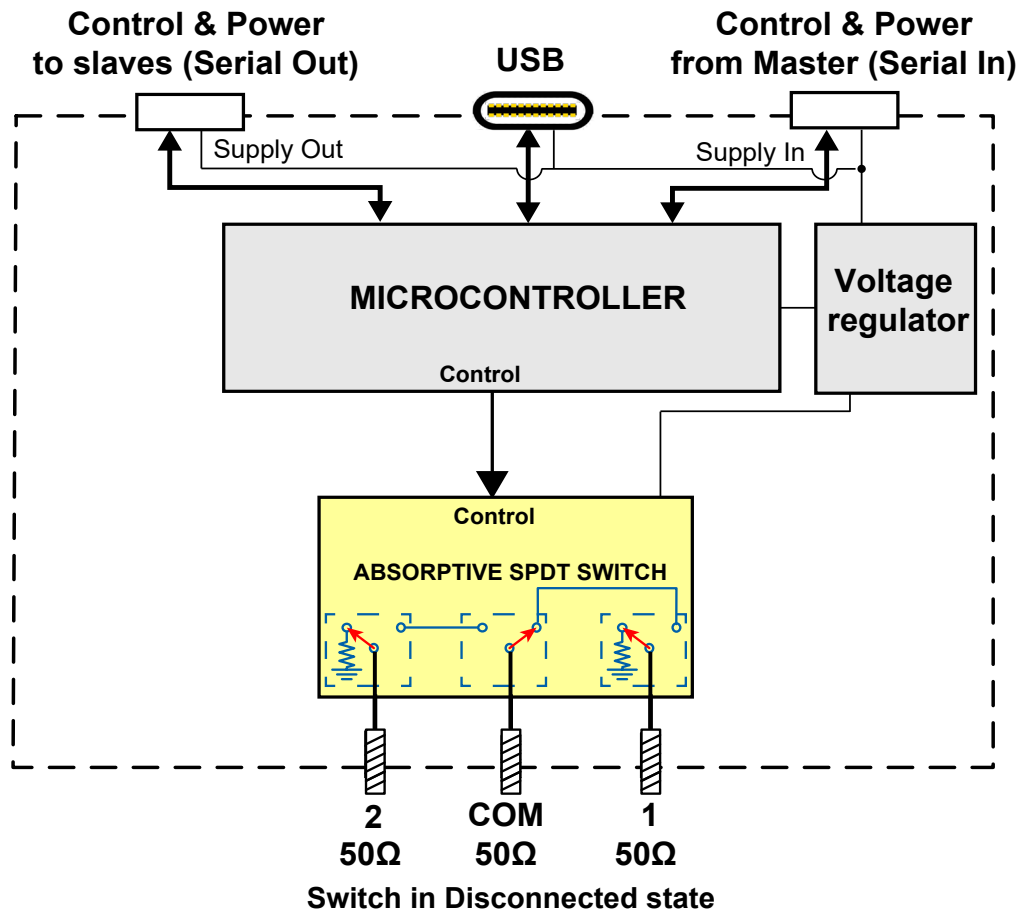 Control & Power
to slaves (Serial Out)
USB
Control & Power
from Master (Serial In)
Supply Out
Supply In
MICROCONTROLLER
Control
Voltage
regulator
Control
ABSORPTIVE SPDT SWITCH
2
COM
1
50Ω
50Ω
50Ω
Switch in Disconnected state